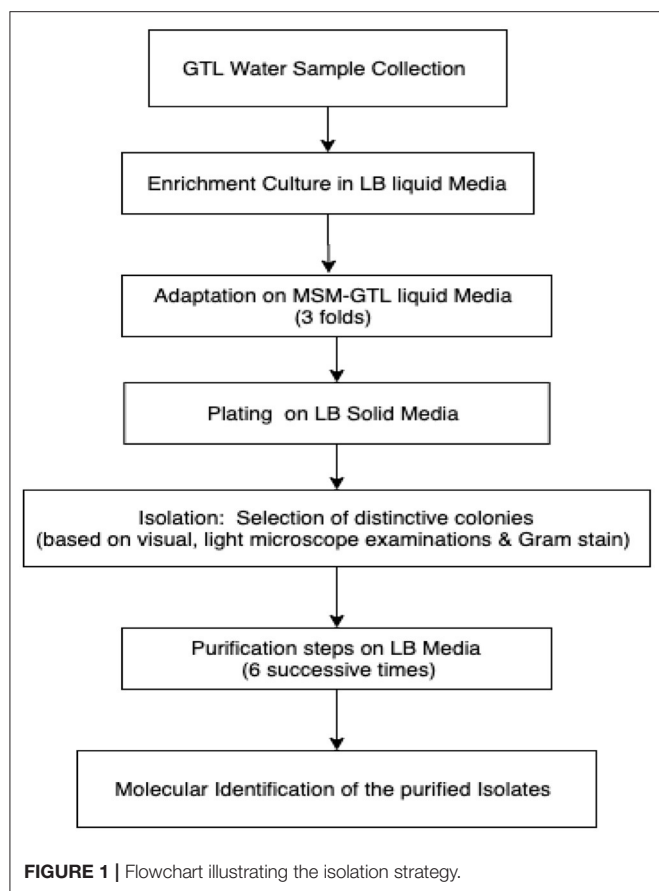 GTL Water Sample Collection
Enrichment Culture in LB liquid Media
Adaptation on MSM-GTL liquid Media
(3 folds)
Plating on LB Solid Media
Isolation: Selection of distinctive colonies
(based on visual, light microscope examinations & Gram stain)
Purification steps on LB Media
(6 successive times)
Molecular Identification of the purified Isolates
FIGURE 1 | Flowchart illustrating the isolation strategy.